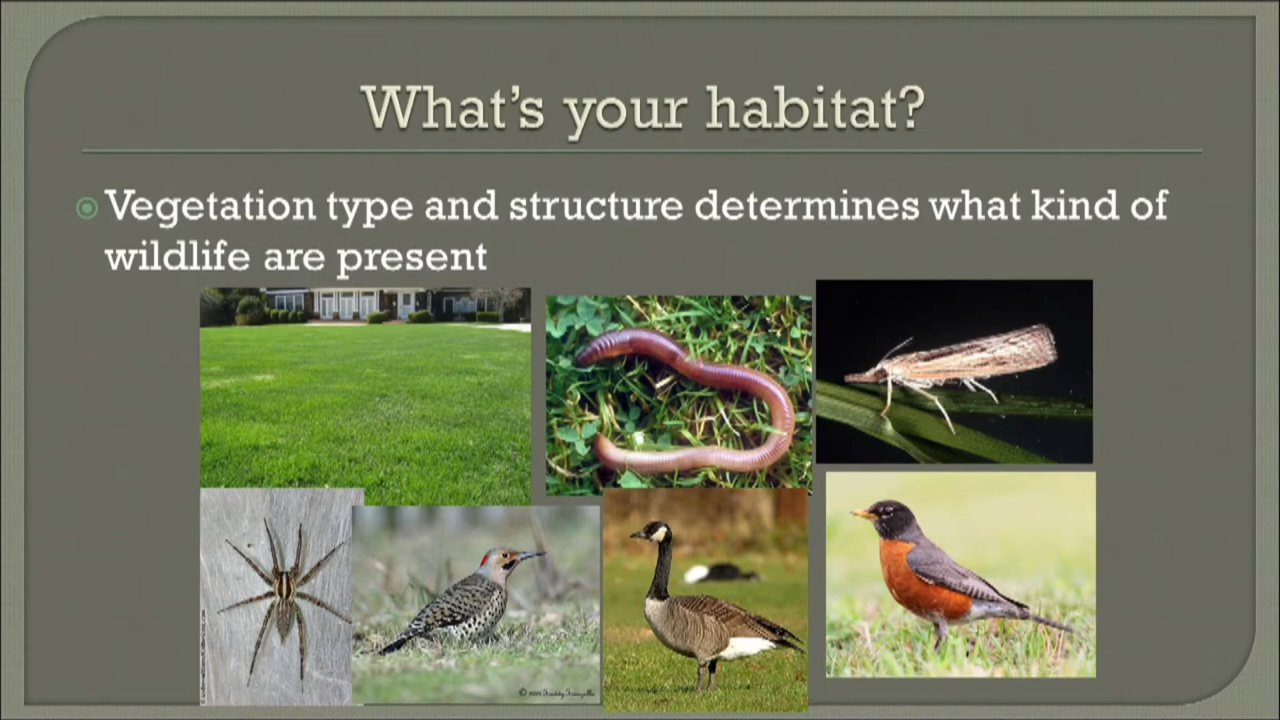 What's your habitat?
Vegetation type and structure determines what kind of
wildlife are present